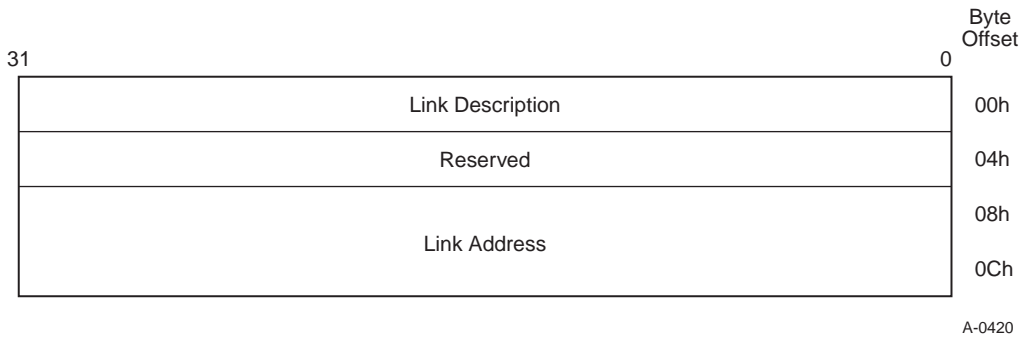 Byte
Offset
31 0
Link Description 00h
Reserved 04h
08h
Link Address
0Ch
A-0420